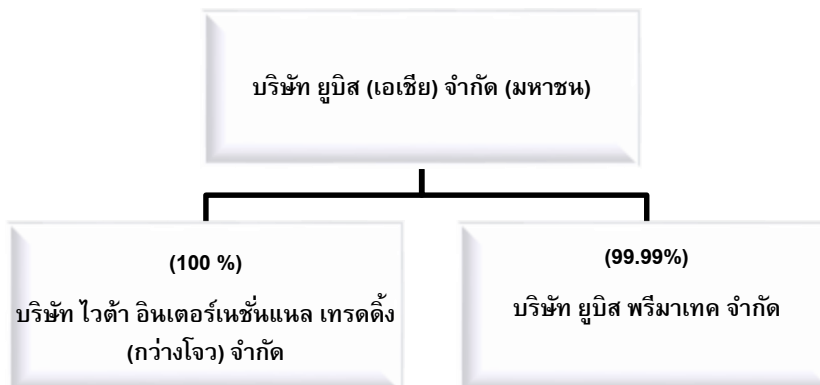 บริษัท ยูบิส (เอเชีย) จำกัด (มหาชน)
(100 %)
บริษัท ไวต้า อินเตอร์เนชั่นแนล เทรดดิ้ง
(กว่างโจว) จำกัด
(99.99%)
บริษัท ยูบิส พรีมาเทค จำกัด